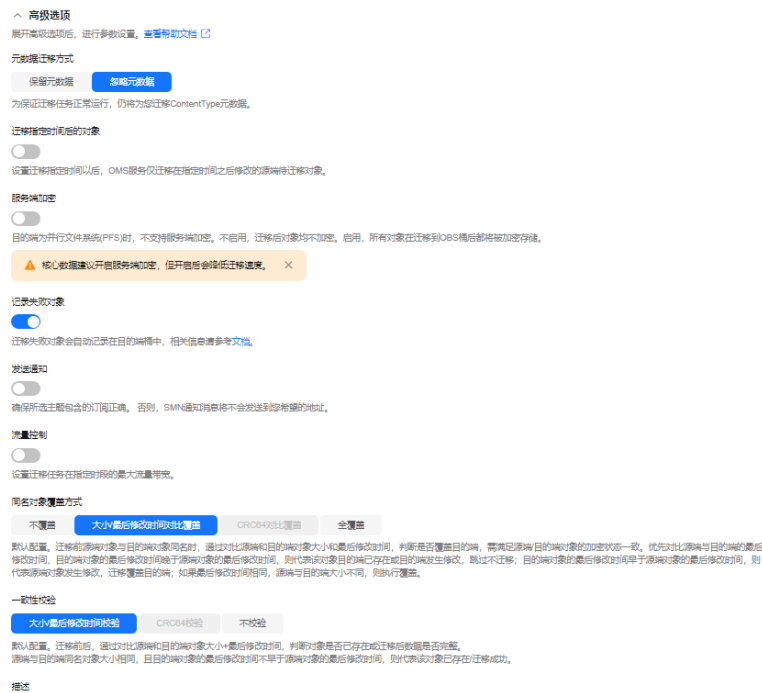 高级选项
展开高级选项后，进行参数设置。查看帮助文档
元数据迁移方式
保留元数据 忽略元数据
为保证迁移任务正常运行，仍将为您迁移ContentType元数据。
迁移指定时间后的对象
设置迁移指定时间以后，OMS服务仅迁移在指定时间之后修改的源端待迁移对象。
服务端加密
目的端为并行文件系统(PFS)时，不支持服务端加密。不启用，迁移后对象均不加密。启用，所有对象在迁移到OBS桶后都将被加密存储。
核心数据建议开启服务端加密，但开启后会降低迁移速度。
记录失败对象
迁移失败对象会自动记录在目的端桶中，相关信息请参考文档。
发送通知
确保所选主题包含的订阅正确。 否则，SMN通知消息将不会发送到您希望的地址。
流量控制
设置迁移任务在指定时段的最大流量带宽。
同名对象覆盖方式
不覆盖 大小/最后修改时间对比覆盖 CRC64对比覆盖 全覆盖
默认配置。迁移前源端对象与目的端对象同名时，通过对比源端和目的端对象大小和最后修改时间，判断是否覆盖目的端，需满足源端/目的端对象的加密状态一致。优先对比源端与目的端的最后
修改时间，目的端对象的最后修改时间晚于源端对象的最后修改时间，则代表该对象目的端已存在或目的端发生修改，跳过不迁移；目的端对象的最后修改时间早于源端对象的最后修改时间，则
代表源端对象发生修改，迁移覆盖目的端；如果最后修改时间相同，源端与目的端大小不同，则执行覆盖。
一致性校验
大小/最后修改时间校验 CRC64校验 不校验
默认配置。迁移前后，通过对比源端和目的端对象大小+最后修改时间，判断对象是否已存在或迁移后数据是否完整。
源端与目的端同名对象大小相同，且目的端对象的最后修改时间不早于源端对象的最后修改时间，则代表该对象已存在/迁移成功。
描述